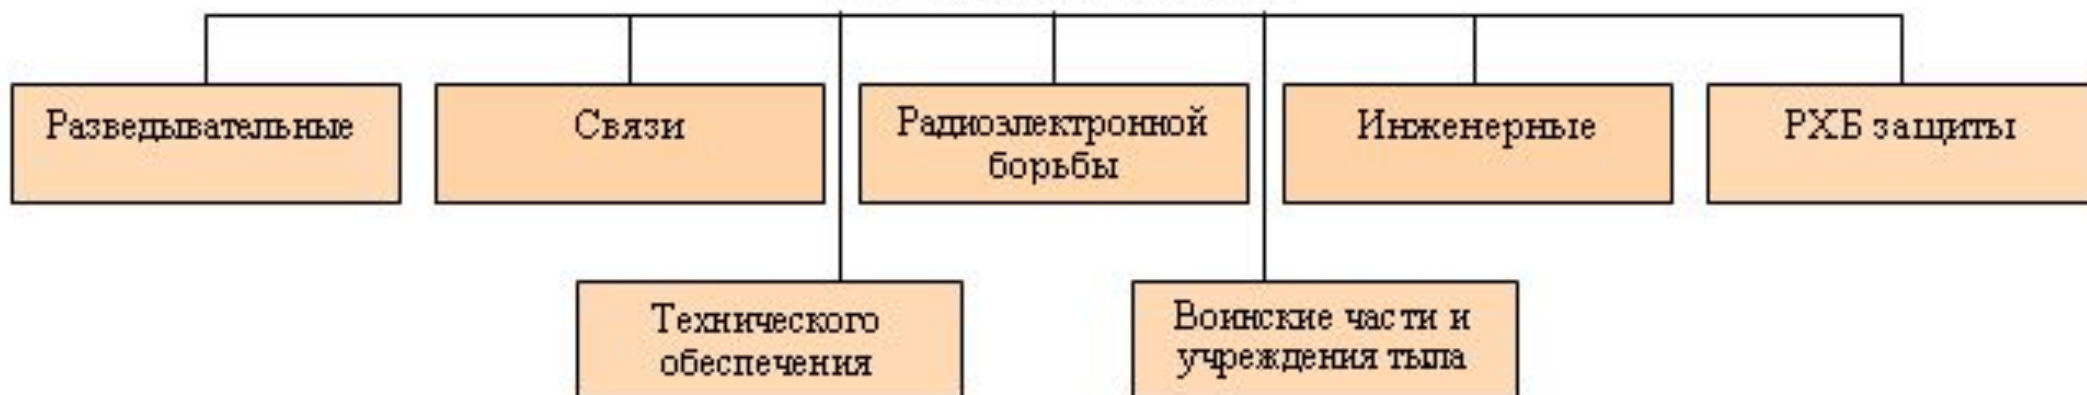 Разведывательные
Связи
Радиоэлектронной
борьбы
Инженерные
РХБ защиты
Технического
обеспечения
Воинские части и
учреждения тыла